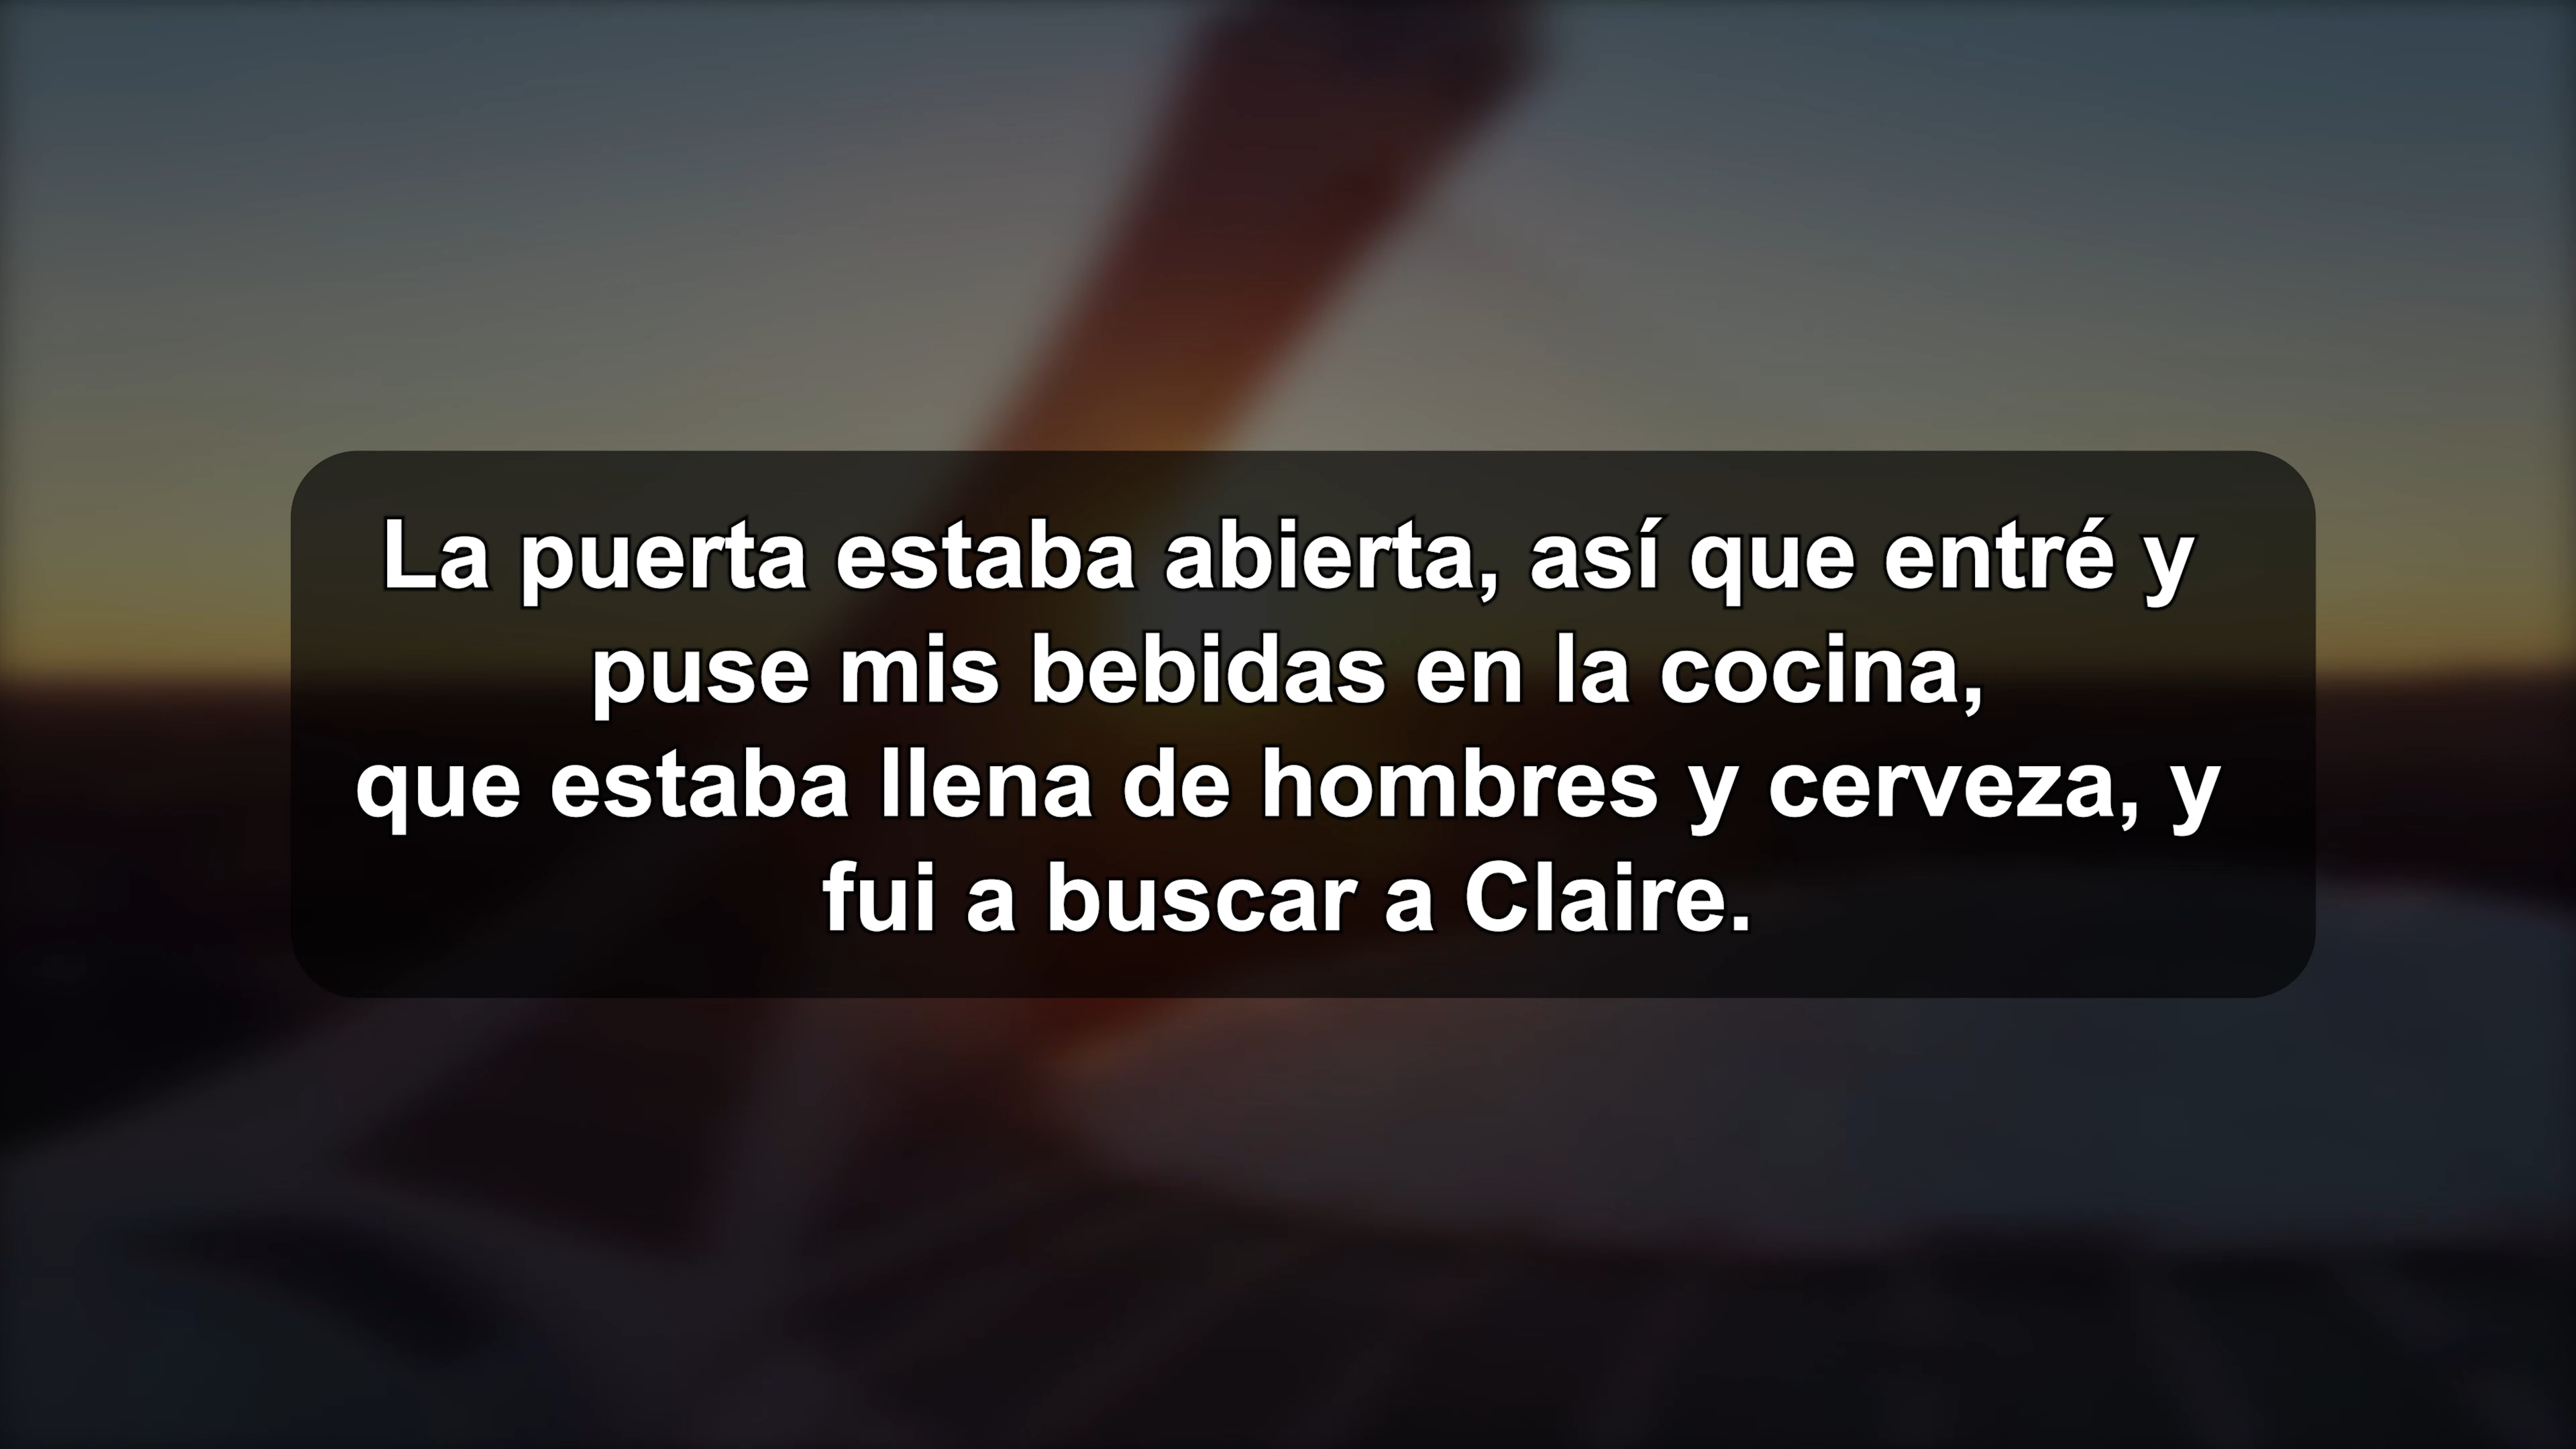 La puerta estaba abierta, así que entré y
puse mis bebidas en la cocina,
que estaba llena de hombres y cerveza, y
fui a buscar a Claire.